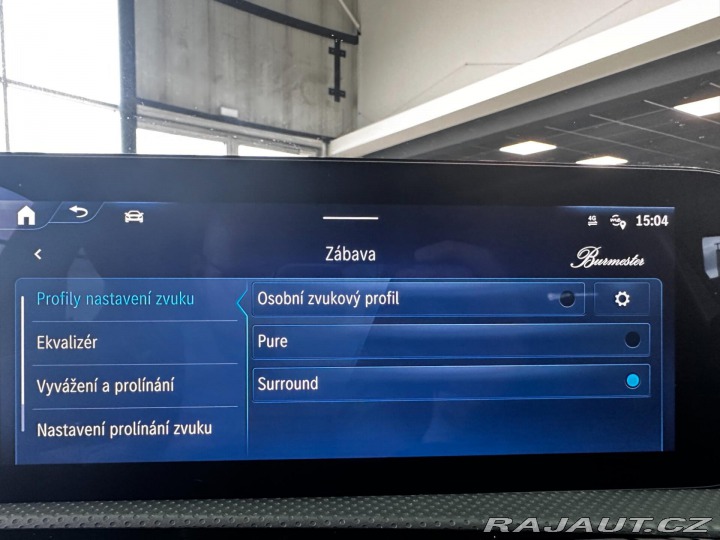 4G
15:04
Zábava
Burmester
Profily nastavení zvuku
Osobní zvukový profil
Ekvalizér
Pure
Vyvážení a prolínání
Surround
Nastavení prolínání zvuku
RAJAUT.CZ